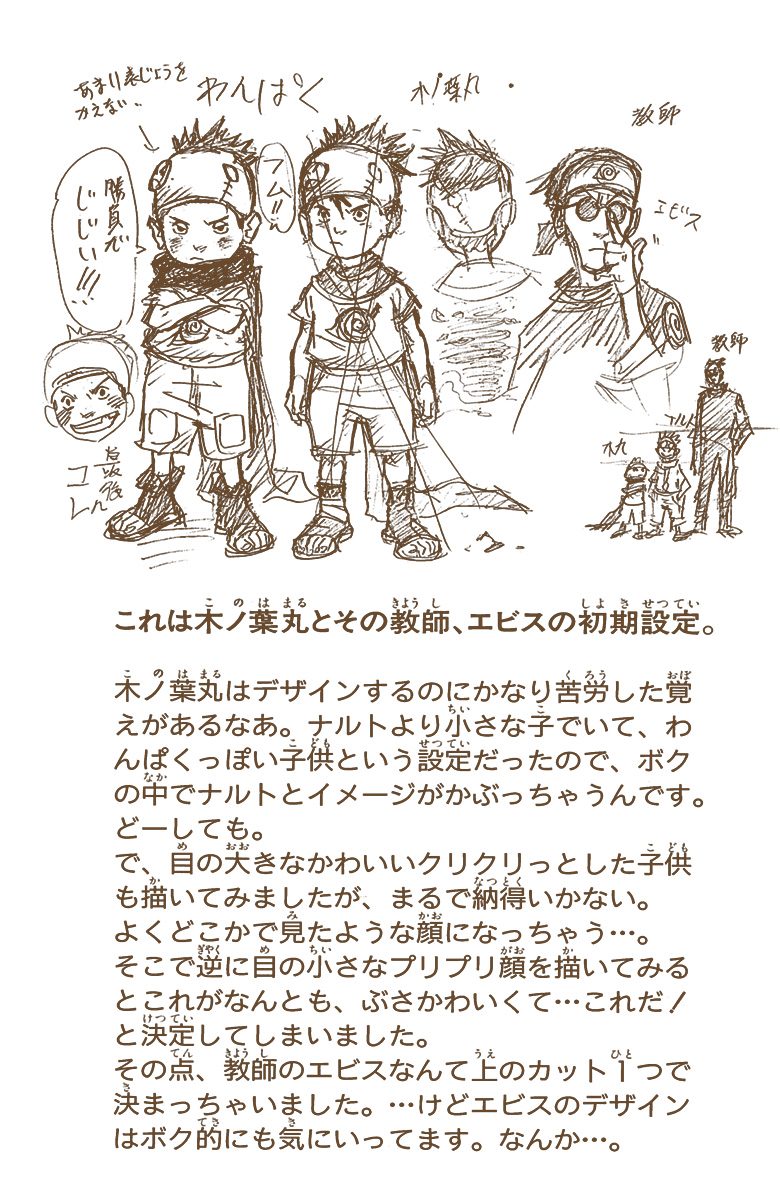 あまり表じょうを
かえない‥
わんぱく
木ノ葉丸
教師
勝負だ
じじい!!!
フム!!
エビス
教師
ナルト
木丸
コレ
これは木ノ葉丸とその教師、エビスの初期設定。
木ノ葉丸はデザインするのにかなり苦労した覚
えがあるなあ。ナルトより小さな子でいて、わ
んぱくっぽい子供という設定だったので、ボク
の中でナルトとイメージがかぶっちゃうんです。
どーしても。
で、目の大きなかわいいクリクリっとした子供
も描いてみましたが、まるで納得いかない。
よくどこかで見たような顔になっちゃう…。
そこで逆に目の小さなプリプリ顔を描いてみる
とこれがなんとも、ぶさかわいくて…これだ!
と決定してしまいました。
その点、教師のエビスなんて上のカット1つで
決まっちゃいました。…けどエビスのデザイン
はボク的にも気にいってます。なんか…。